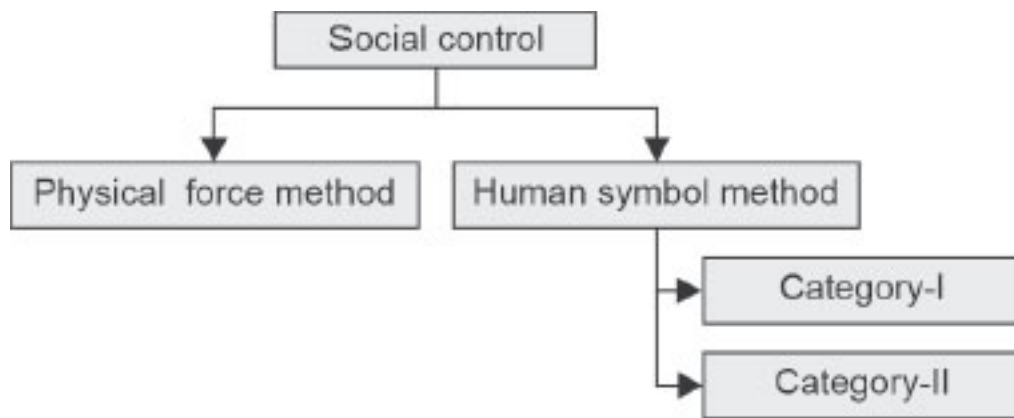 Social control
Physical force method
Human symbol method
Category-I
Category-II